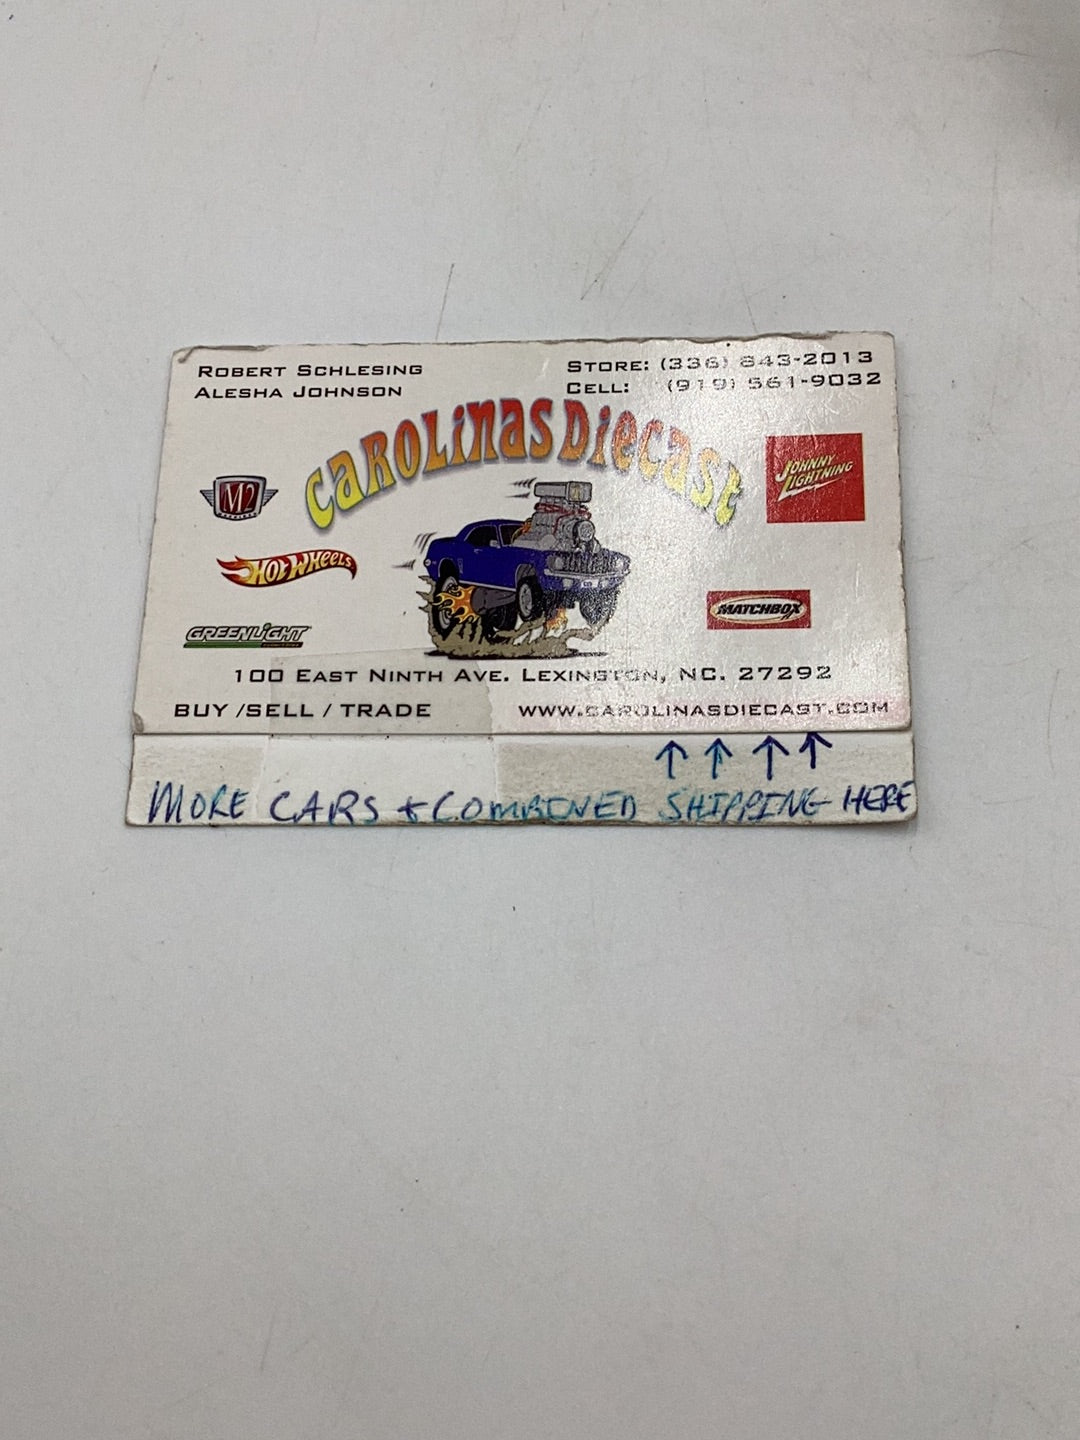 ROBERT SCHLESING
ALESHA JOHNSON
STORE: (336) 843-2013
CELL: (919) 561-9032
CAROLINAS DIECAST
M2
JOHNNY LIGHTNING
HOT WHEELS
MATCHBOX
GREENLIGHT
100 EAST NINTH AVE. LEXINGTON, NC. 27292
BUY /SELL / TRADE
WWW.CAROLINASDIECAST.COM
MORE CARS + COMBINED SHIPPING HERE